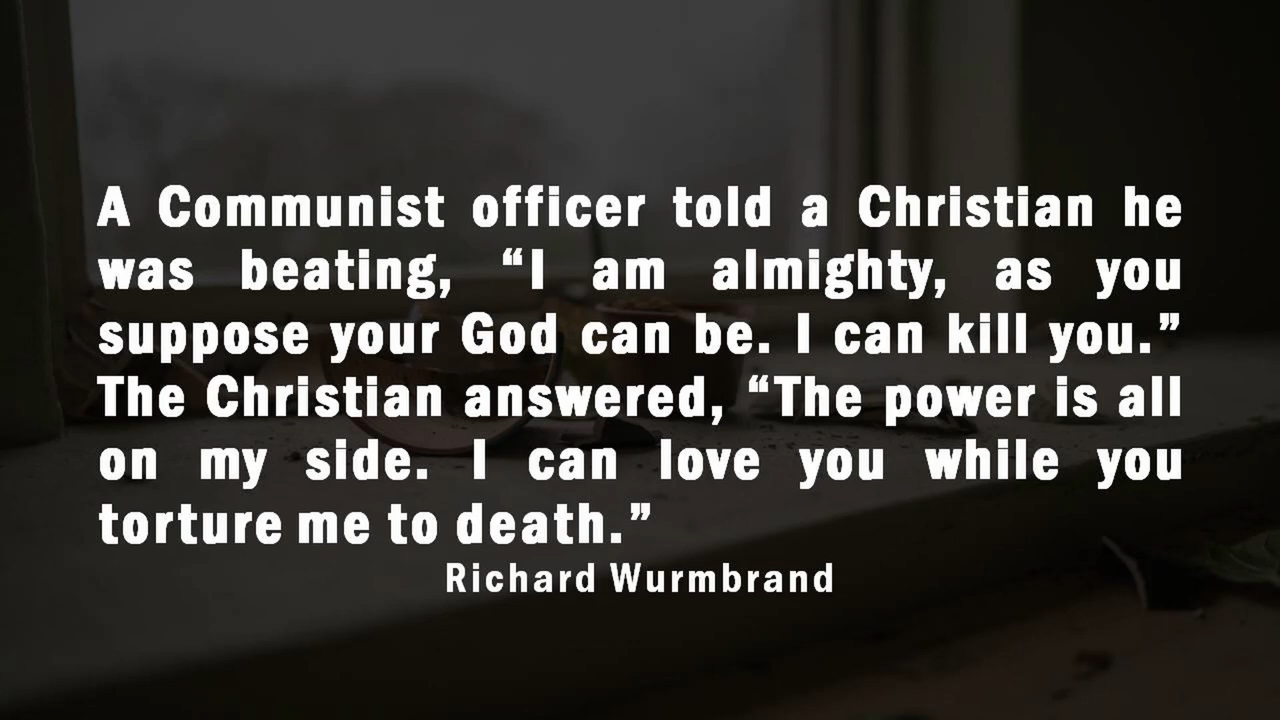 A Communist officer told a Christian he
was beating, “I am almighty, as you
suppose your God can be. I can kill you.”
The Christian answered, “The power is all
on my side. I can love you while you
torture me to death.”
Richard Wurmbrand